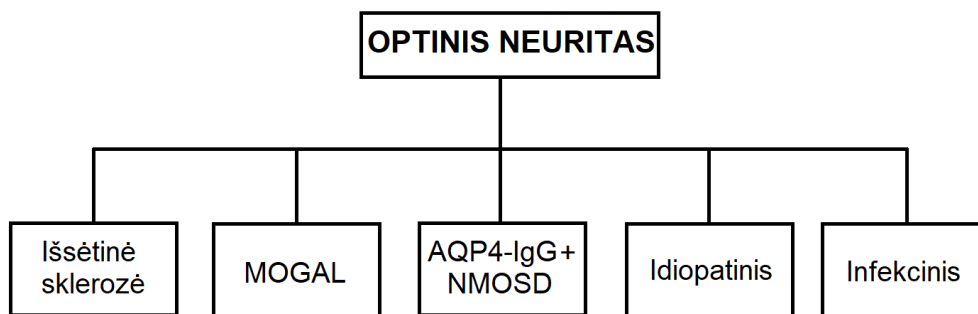 OPTINIS NEURITAS
Išsėtinė
sklerozė
MOGAL
AQP4-IgG+
NMOSD
Idiopatinis
Infekcinis